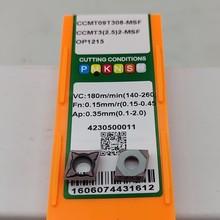 CCMT09T308-MSF
CCMT3(2.5)2-MSF
OP1215
CUTTING CONDITIONS
P M K N S H
VC:180m/min(140-260)
Fn:0.15mm/r(0.15-0.45
Ap:0.35mm(0.1-2.0)
4230500011
1606074431612